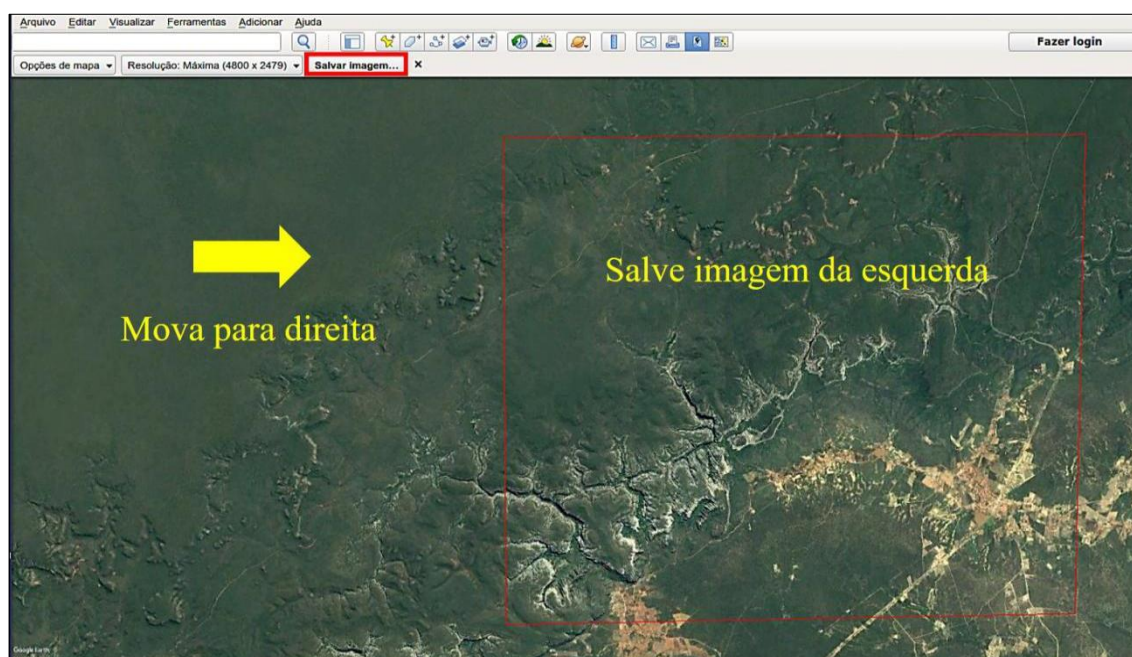 Arquivo Editar Visualizar Ferramentas Adicionar Ajuda
Fazer login
Opções de mapa Resolução: Máxima (4800 x 2479) Salvar imagem... ×
Salve imagem da esquerda
Mova para direita
Google Earth